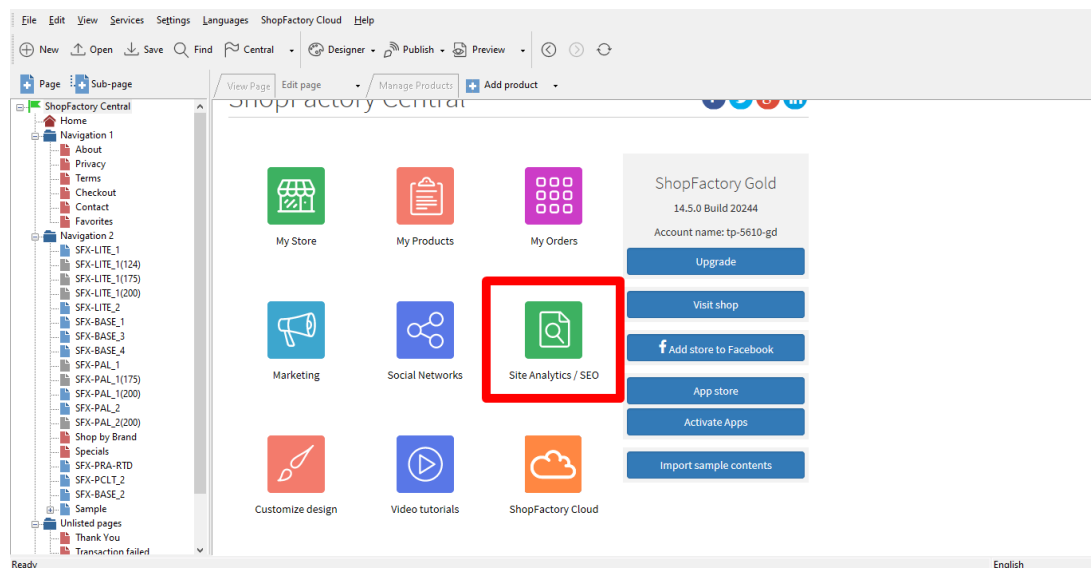 File Edit View Services Settings Languages ShopFactory Cloud Help
New Open Save Find Central Designer Publish Preview
Page Sub-page View Page Edit page Manage Products Add product
ShopFactory Central
ShopFactory Central
Home
Navigation 1
About
Privacy
Terms
Checkout
Contact
Favorites
Navigation 2
SFX-LITE_1
SFX-LITE_1(124)
SFX-LITE_1(175)
SFX-LITE_1(200)
SFX-LITE_2
SFX-BASE_1
SFX-BASE_3
SFX-BASE_4
SFX-PAL_1
SFX-PAL_1(175)
SFX-PAL_1(200)
SFX-PAL_2
SFX-PAL_2(200)
Shop by Brand
Specials
SFX-PRA-RTD
SFX-PCLT_2
SFX-BASE_2
Sample
Unlisted pages
Thank You
Transaction failed
My Store My Products My Orders
Marketing Social Networks Site Analytics / SEO
Customize design Video tutorials ShopFactory Cloud
ShopFactory Gold
14.5.0 Build 20244
Account name: tp-5610-gd
Upgrade
Visit shop
Add store to Facebook
App store
Activate Apps
Import sample contents
Ready English